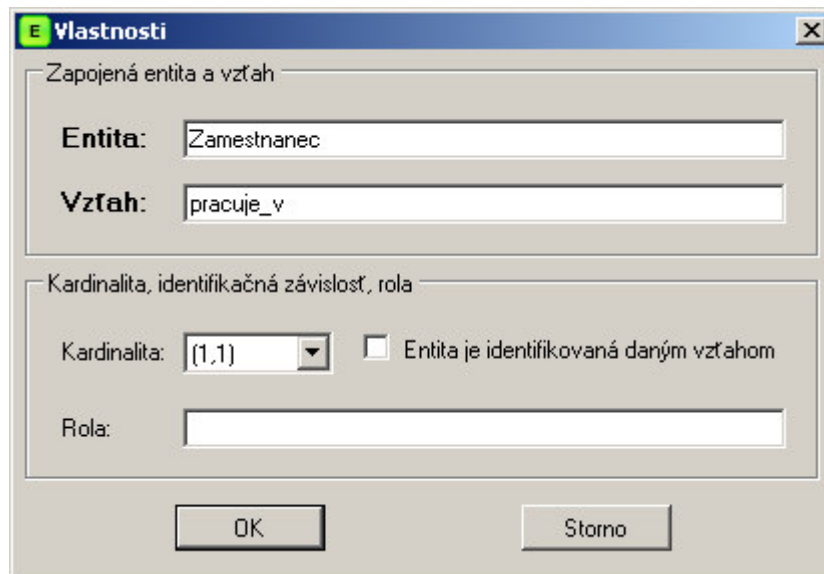 E Vlastnosti
Zapojená entita a vzťah
Entita: Zamestnanec
Vzťah: pracuje_v
Kardinalita, identifikačná závislosť, rola
Kardinalita: (1,1) Entita je identifikovaná daným vzťahom
Rola:
OK Storno